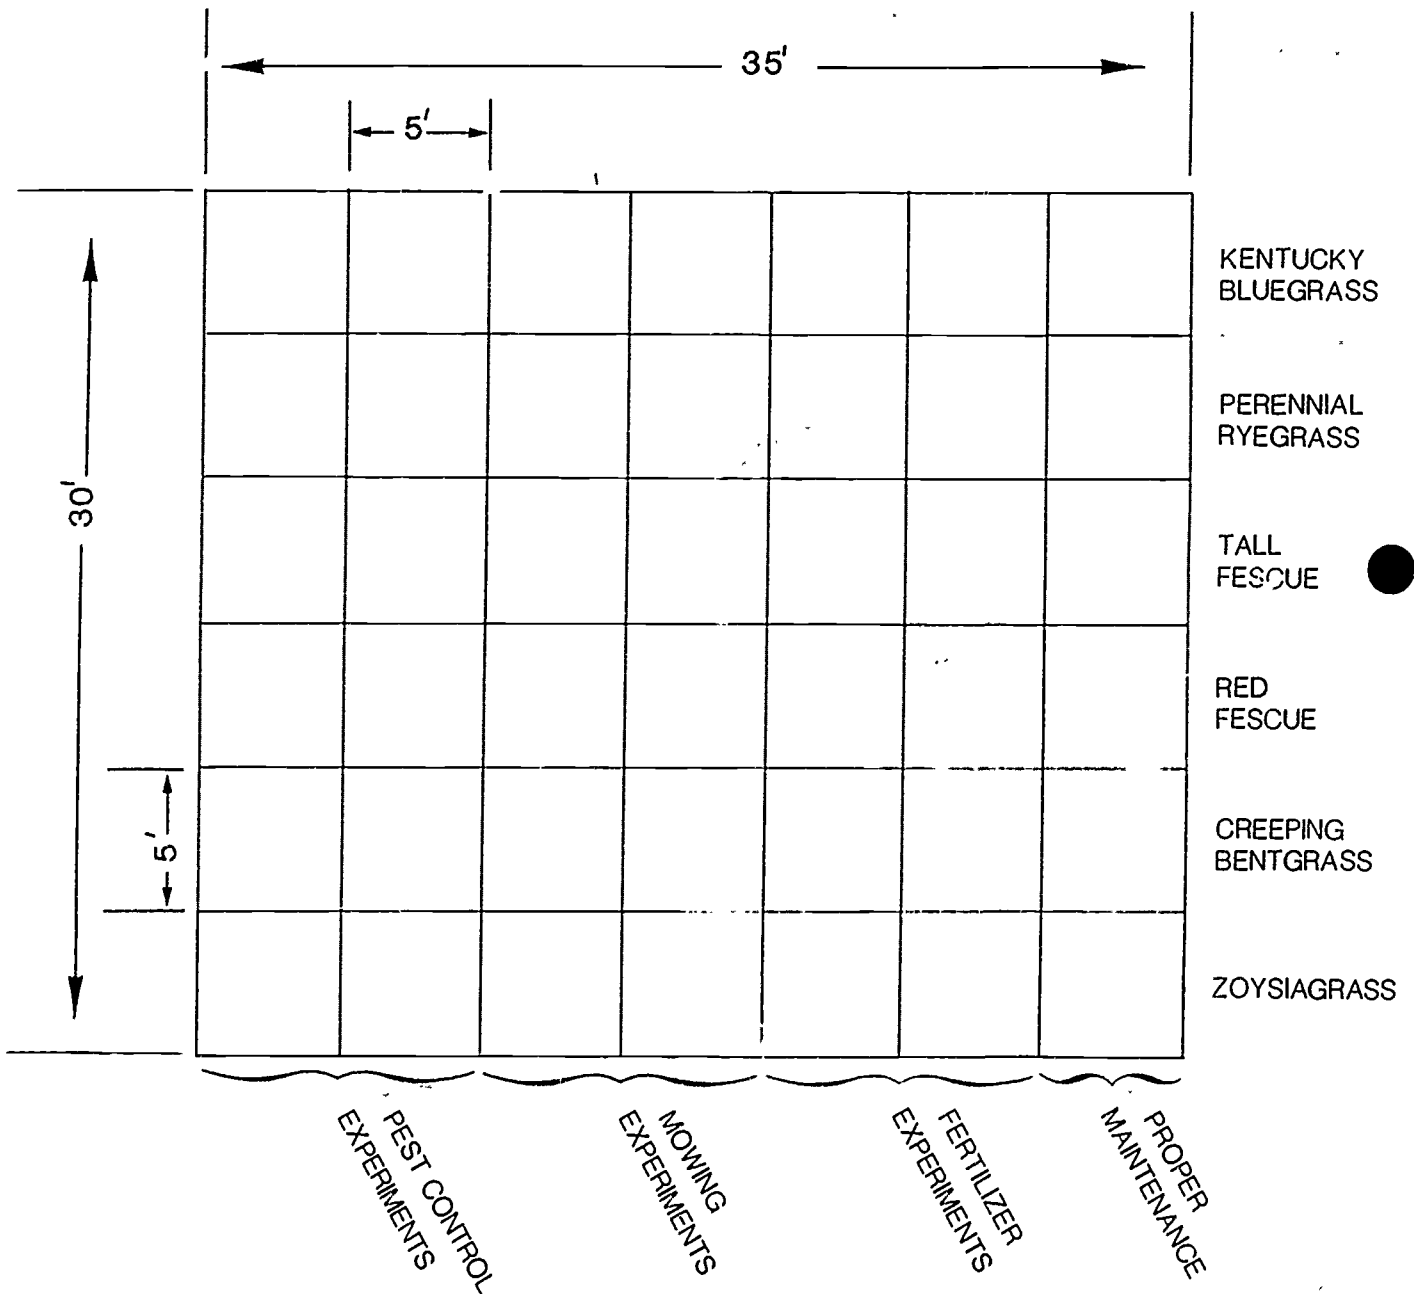 35'
5'
KENTUCKY
BLUEGRASS
PERENNIAL
RYEGRASS
30'
TALL
FESCUE
RED
FESCUE
5'
CREEPING
BENTGRASS
ZOYSIAGRASS
PEST CONTROL
EXPERIMENTS
MOWING
EXPERIMENTS
FERTILIZER
EXPERIMENTS
PROPER
MAINTENANCE